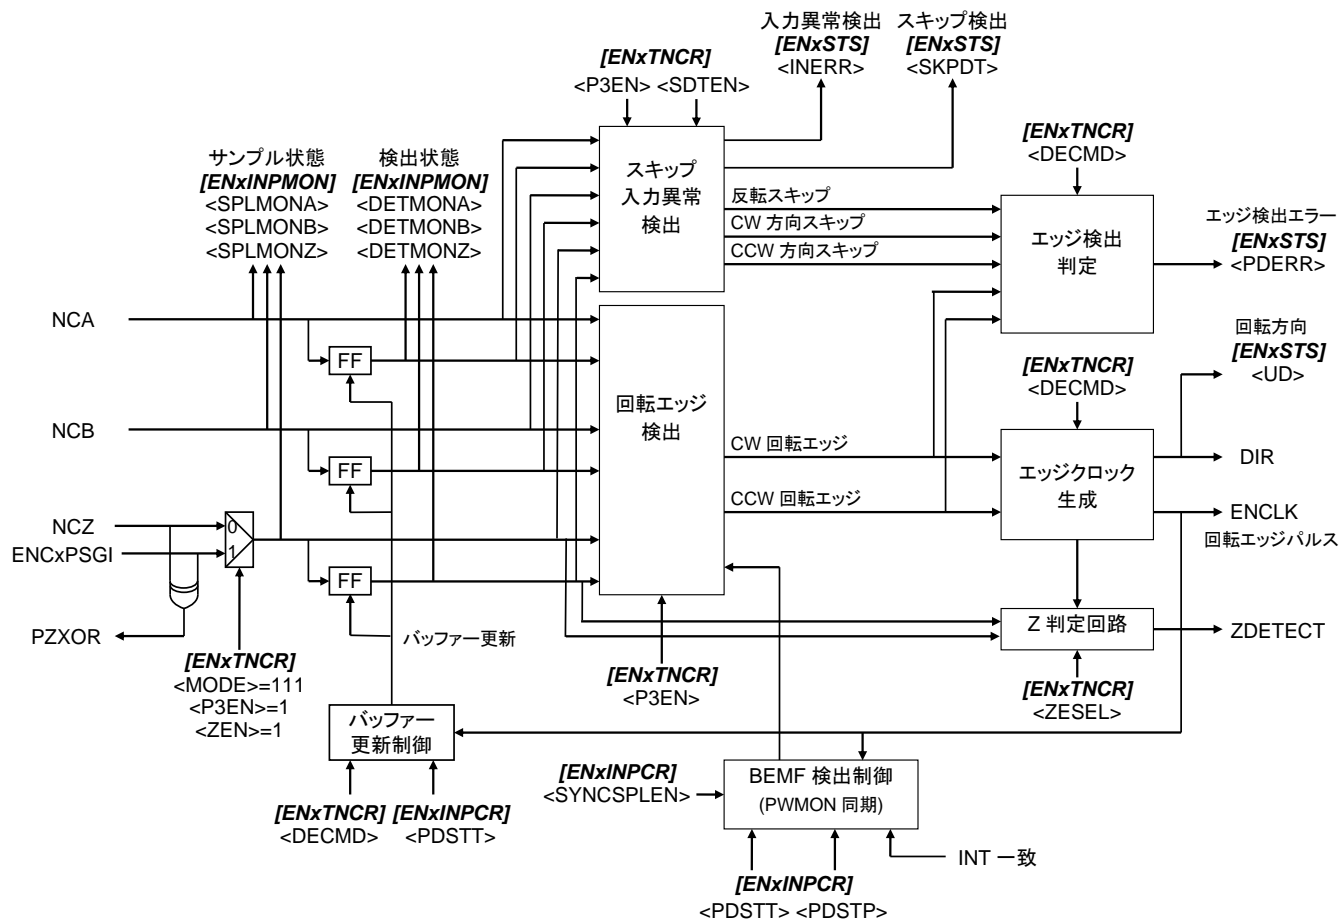 入力異常検出
[ENxSTS]
<INERR>
スキップ検出
[ENxSTS]
<SKPDT>
[ENxTNCR]
<P3EN> <SDTEN>
サンプル状態
[ENxINPMON]
<SPLMONA>
<SPLMONB>
<SPLMONZ>
検出状態
[ENxINPMON]
<DETMONA>
<DETMONB>
<DETMONZ>
スキップ
入力異常
検出
反転スキップ
CW 方向スキップ
CCW 方向スキップ
[ENxTNCR]
<DECMD>
エッジ検出
判定
エッジ検出エラー
[ENxSTS]
<PDERR>
NCA
FF
NCB
FF
NCZ
ENCxPSGI
0
1
FF
PZXOR
バッファー更新
[ENxTNCR]
<MODE>=111
<P3EN>=1
<ZEN>=1
回転エッジ
検出
CW 回転エッジ
CCW 回転エッジ
[ENxTNCR]
<P3EN>
[ENxTNCR]
<DECMD>
エッジクロック
生成
回転方向
[ENxSTS]
<UD>
DIR
ENCLK
回転エッジパルス
Z 判定回路
ZDETECT
[ENxTNCR]
<ZESEL>
バッファー
更新制御
[ENxTNCR]
<DECMD>
[ENxINPCR]
<PDSTT>
[ENxINPCR]
<SYNCSPLEN>
BEMF 検出制御
(PWMON 同期)
INT 一致
[ENxINPCR]
<PDSTT> <PDSTP>